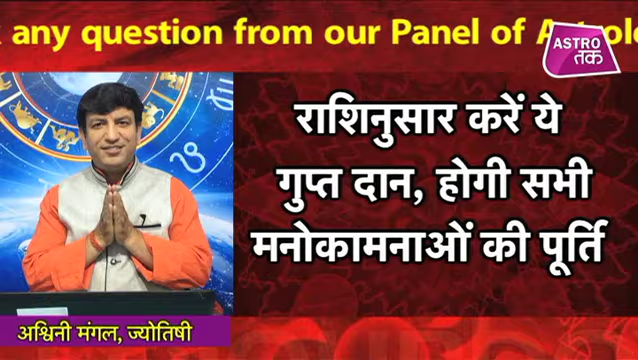 any question from our Panel of
ASTRO
तक
राशिनुसार करें ये
गुप्त दान, होगी सभी
मनोकामनाओं की पूर्ति
अश्विनी मंगल, ज्योतिषी